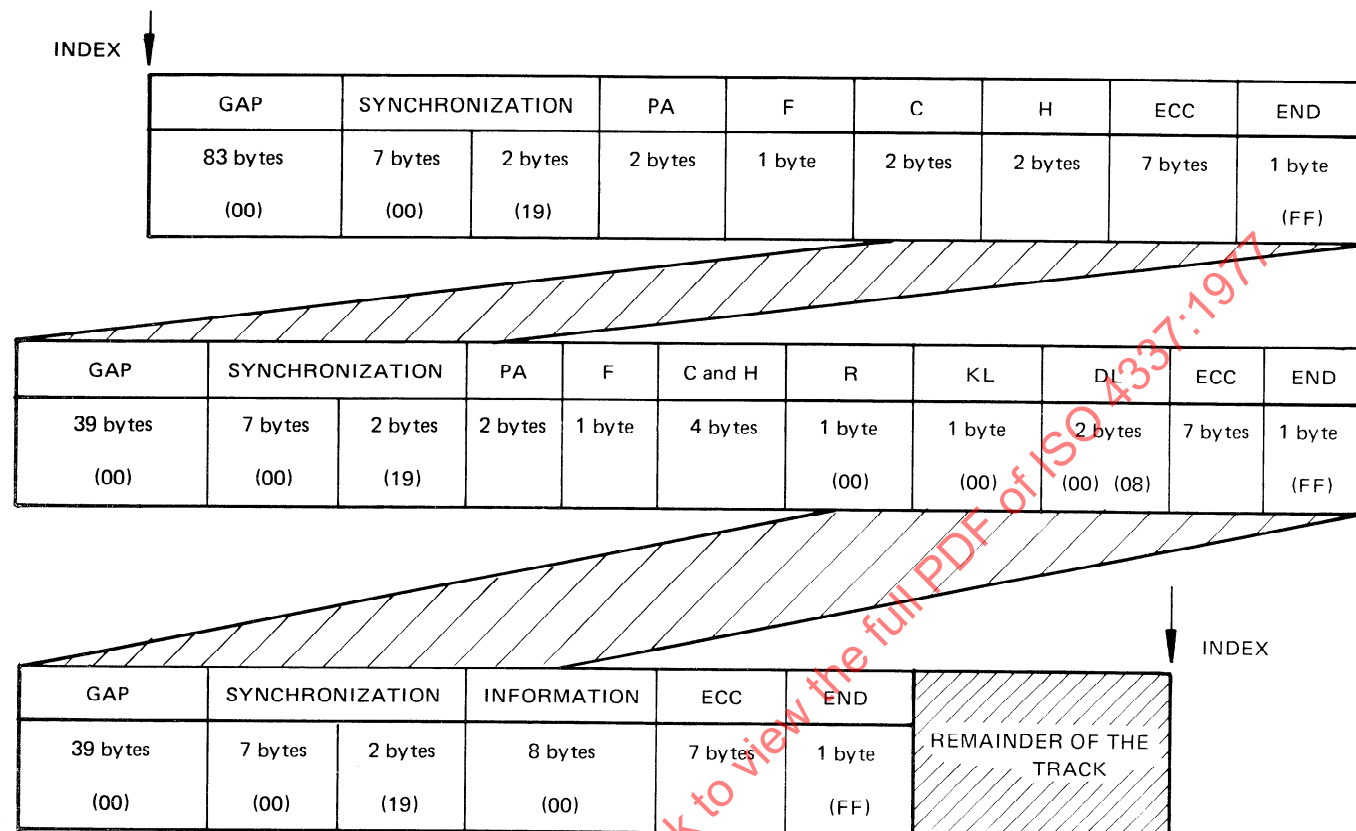 INDEX
GAP SYNCHRONIZATION PA F C H ECC END
83 bytes 7 bytes 2 bytes 2 bytes 1 byte 2 bytes 2 bytes 7 bytes 1 byte
(00) (00) (19) (FF)
GAP SYNCHRONIZATION PA F C and H R KL DL ECC END
39 bytes 7 bytes 2 bytes 2 bytes 1 byte 4 bytes 1 byte 1 byte 2 bytes 7 bytes 1 byte
(00) (00) (19) (00) (00) (00) (08) (FF)
INDEX
GAP SYNCHRONIZATION INFORMATION ECC END
39 bytes 7 bytes 2 bytes 8 bytes 7 bytes 1 byte
(00) (00) (19) (00) (FF)
REMAINDER OF THE
TRACK
to view the full PDF of ISO 4337:1977